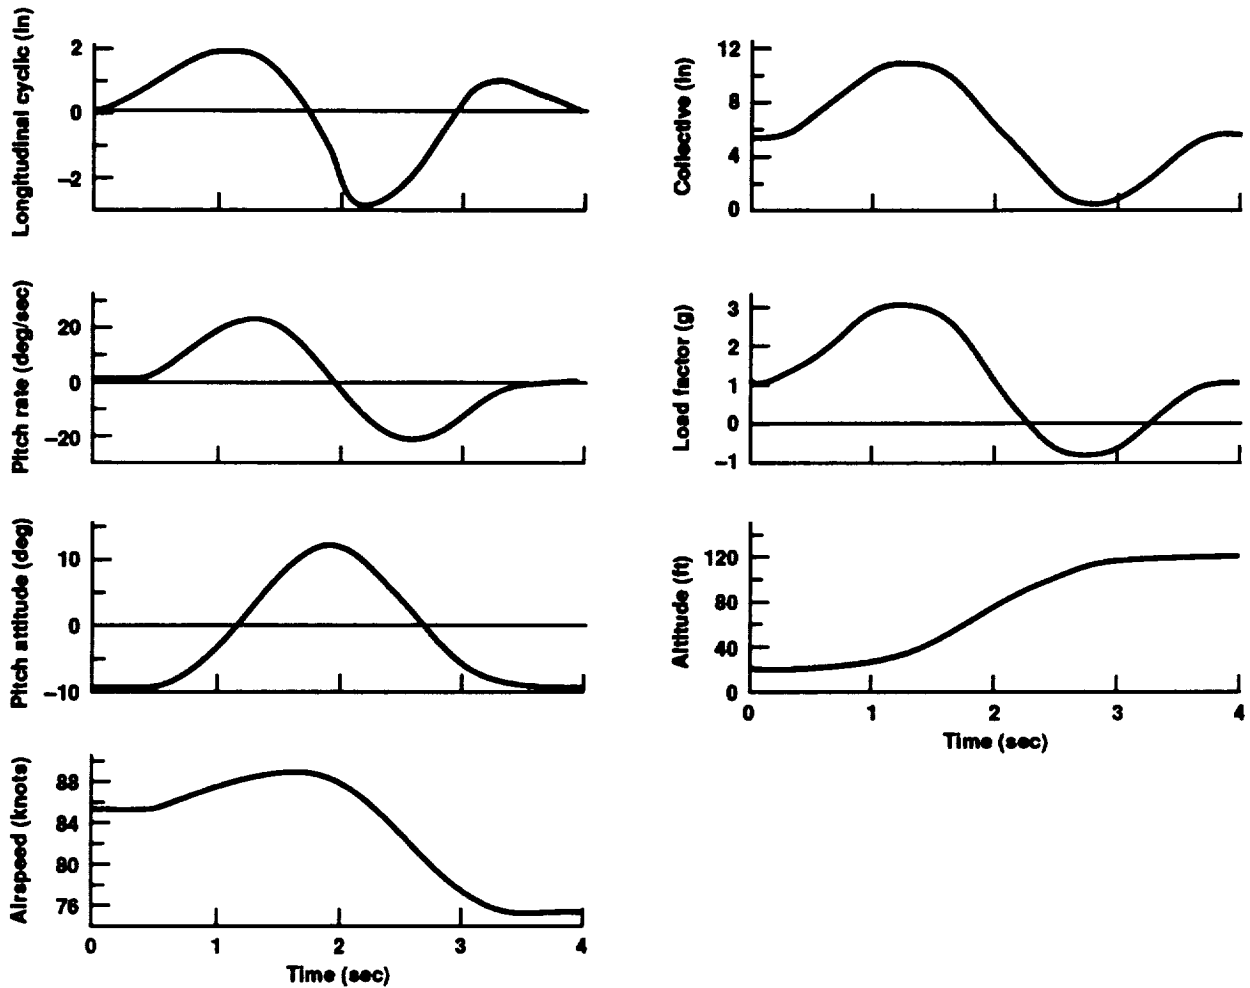 Longitudinal cyclic (in)
2
0
−2
Pitch rate (deg/sec)
20
0
−20
Pitch attitude (deg)
10
0
−10
Airspeed (knots)
88
84
80
76
0 1 2 3 4
Time (sec)
Collective (in)
12
8
4
0
Load factor (g)
3
2
1
0
−1
Altitude (ft)
120
80
40
0
0 1 2 3 4
Time (sec)